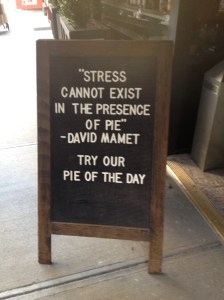 "STRESS
CANNOT EXIST
IN THE PRESENCE
OF PIE"
-DAVID MAMET
TRY OUR
PIE OF THE DAY